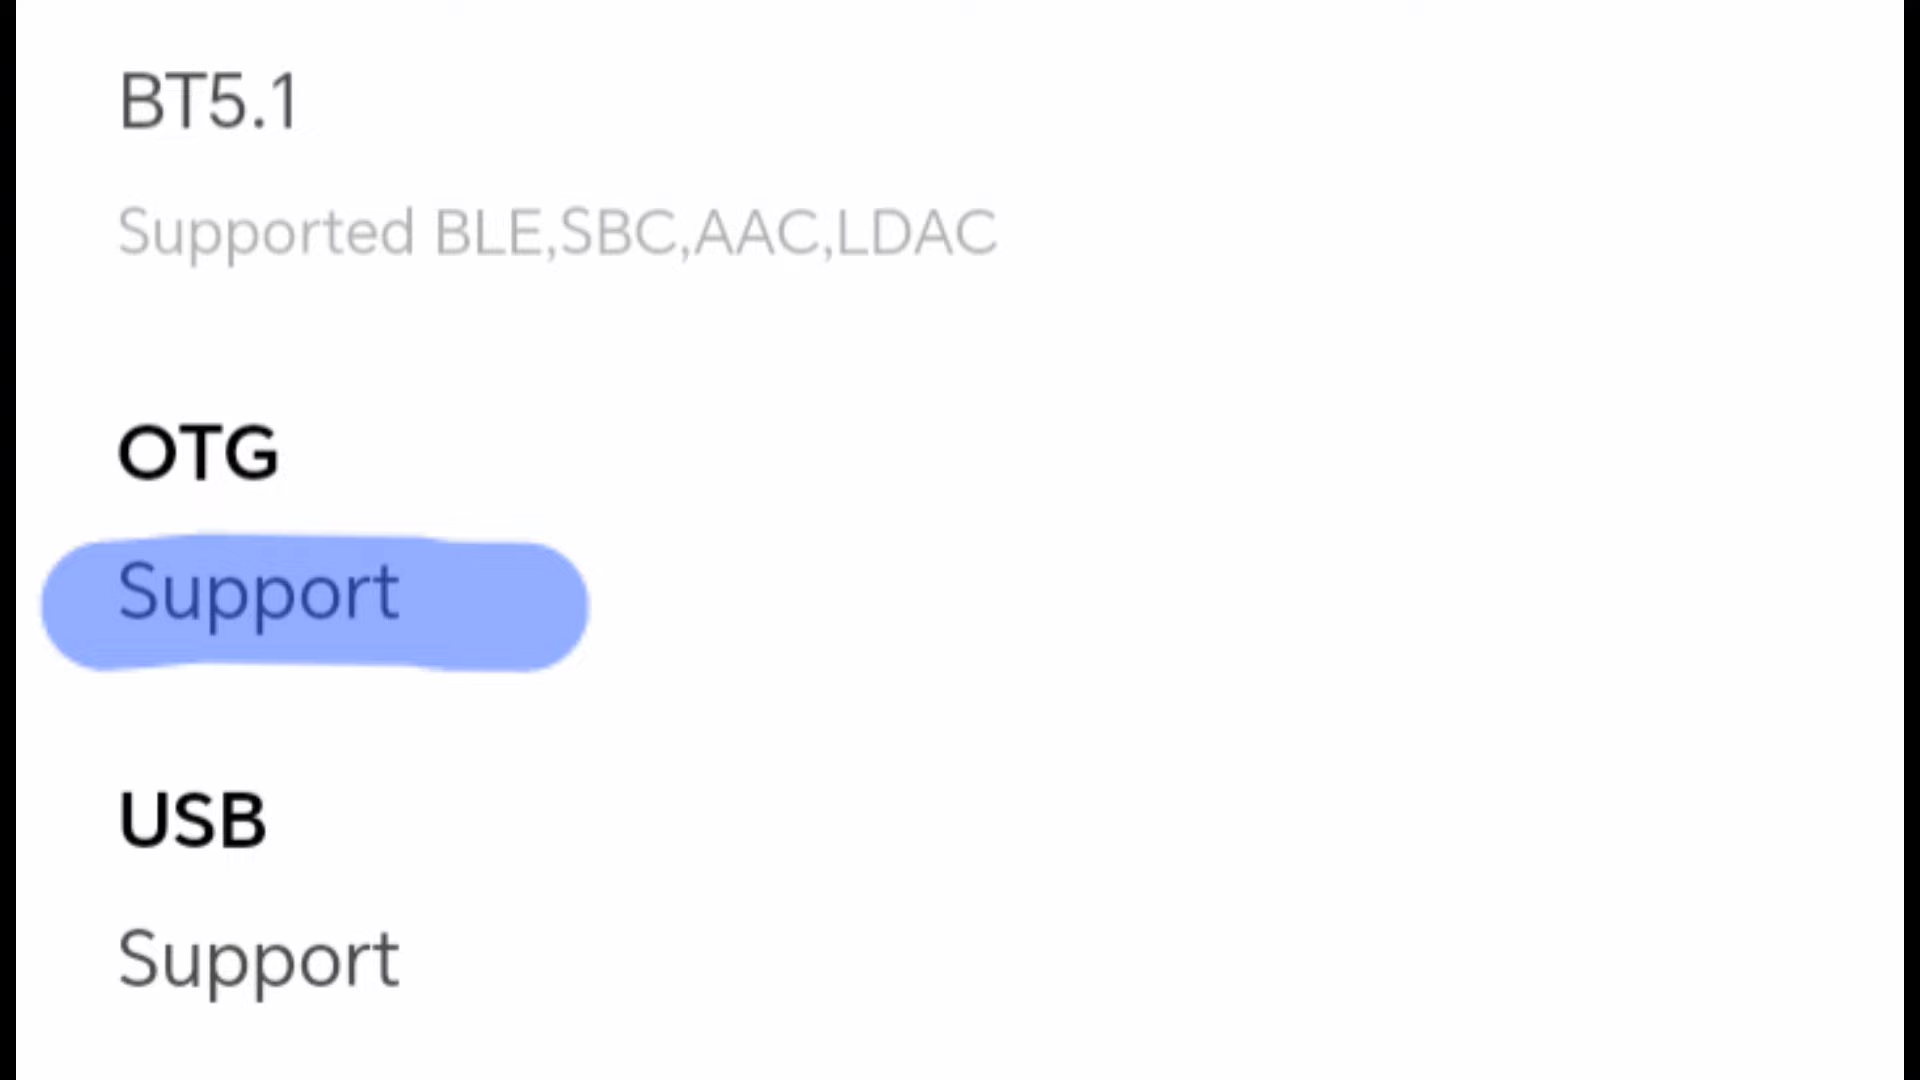 BT5.1
Supported BLE,SBC,AAC,LDAC
OTG
Support
USB
Support